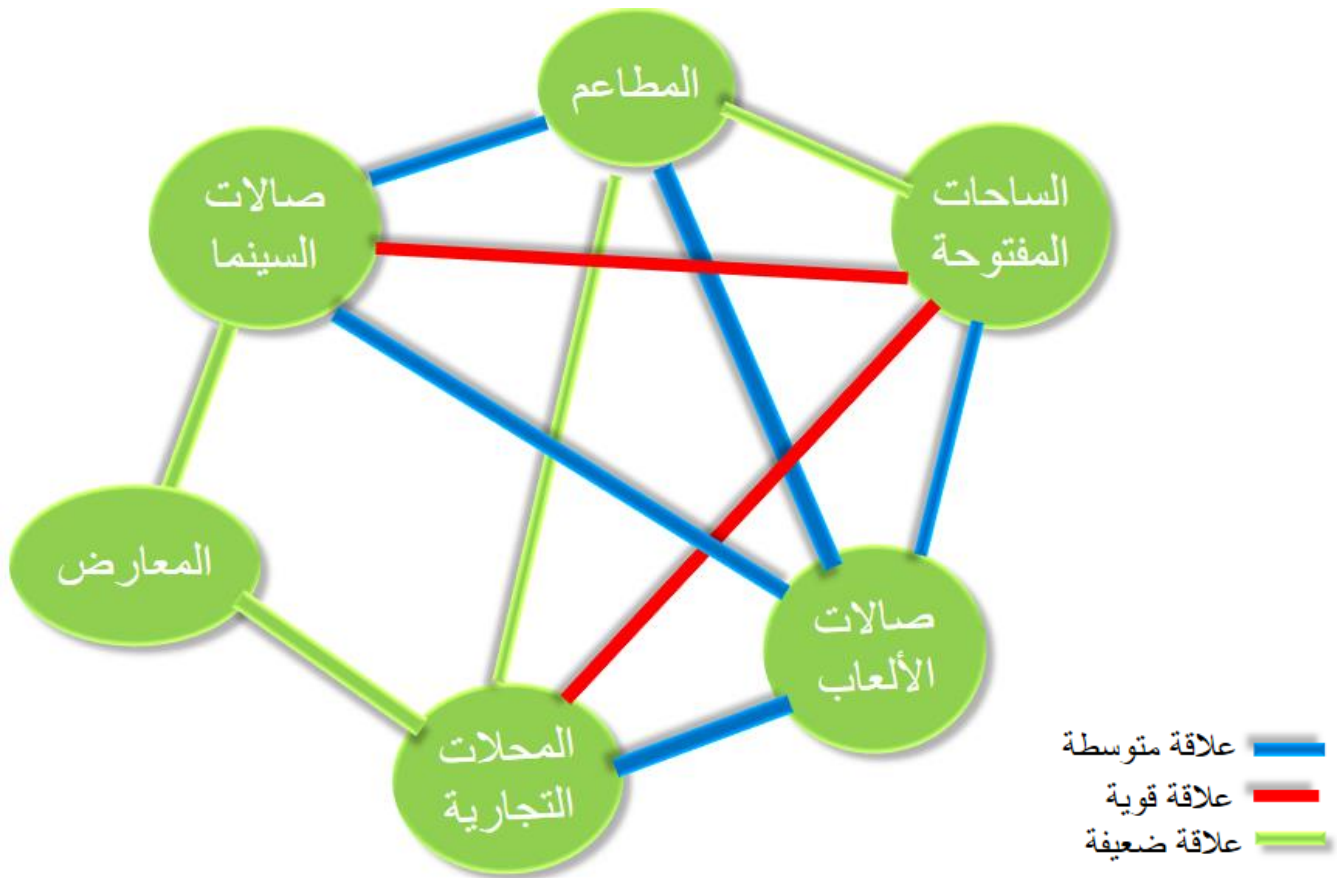 المطاعم
الساحات
المفتوحة
صالات
السينما
المعارض
صالات
الألعاب
المحلات
التجارية
علاقة متوسطة
علاقة قوية
علاقة ضعيفة